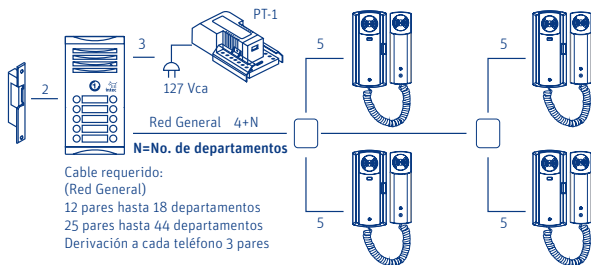 PT-1
3
5
5
127 Vca
2
intec
Red General 4+N
N=No. de departamentos
Cable requerido:
(Red General)
12 pares hasta 18 departamentos
25 pares hasta 44 departamentos
Derivación a cada teléfono 3 pares
5
5